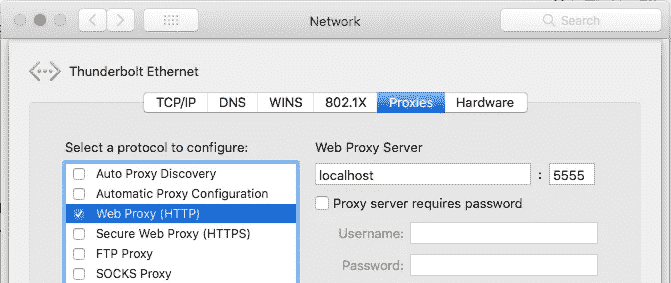 Network
Search
Thunderbolt Ethernet
TCP/IP DNS WINS 802.1X Proxies Hardware
Select a protocol to configure:
Auto Proxy Discovery
Automatic Proxy Configuration
Web Proxy (HTTP)
Secure Web Proxy (HTTPS)
FTP Proxy
SOCKS Proxy
Web Proxy Server
localhost : 5555
Proxy server requires password
Username:
Password: